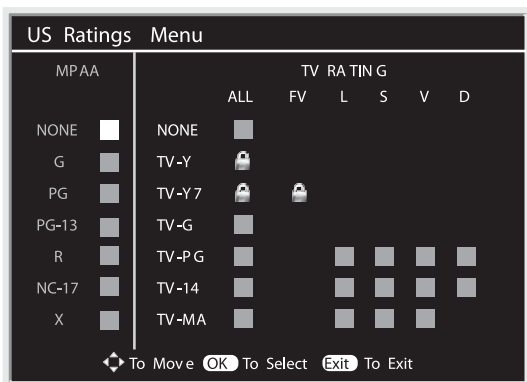 US Ratings Menu
MPAA TV RATING
ALL FV L S V D
NONE NONE
G TV-Y
PG TV-Y7
PG-13 TV-G
R TV-PG
NC-17 TV-14
X TV-MA
To Move OK To Select Exit To Exit